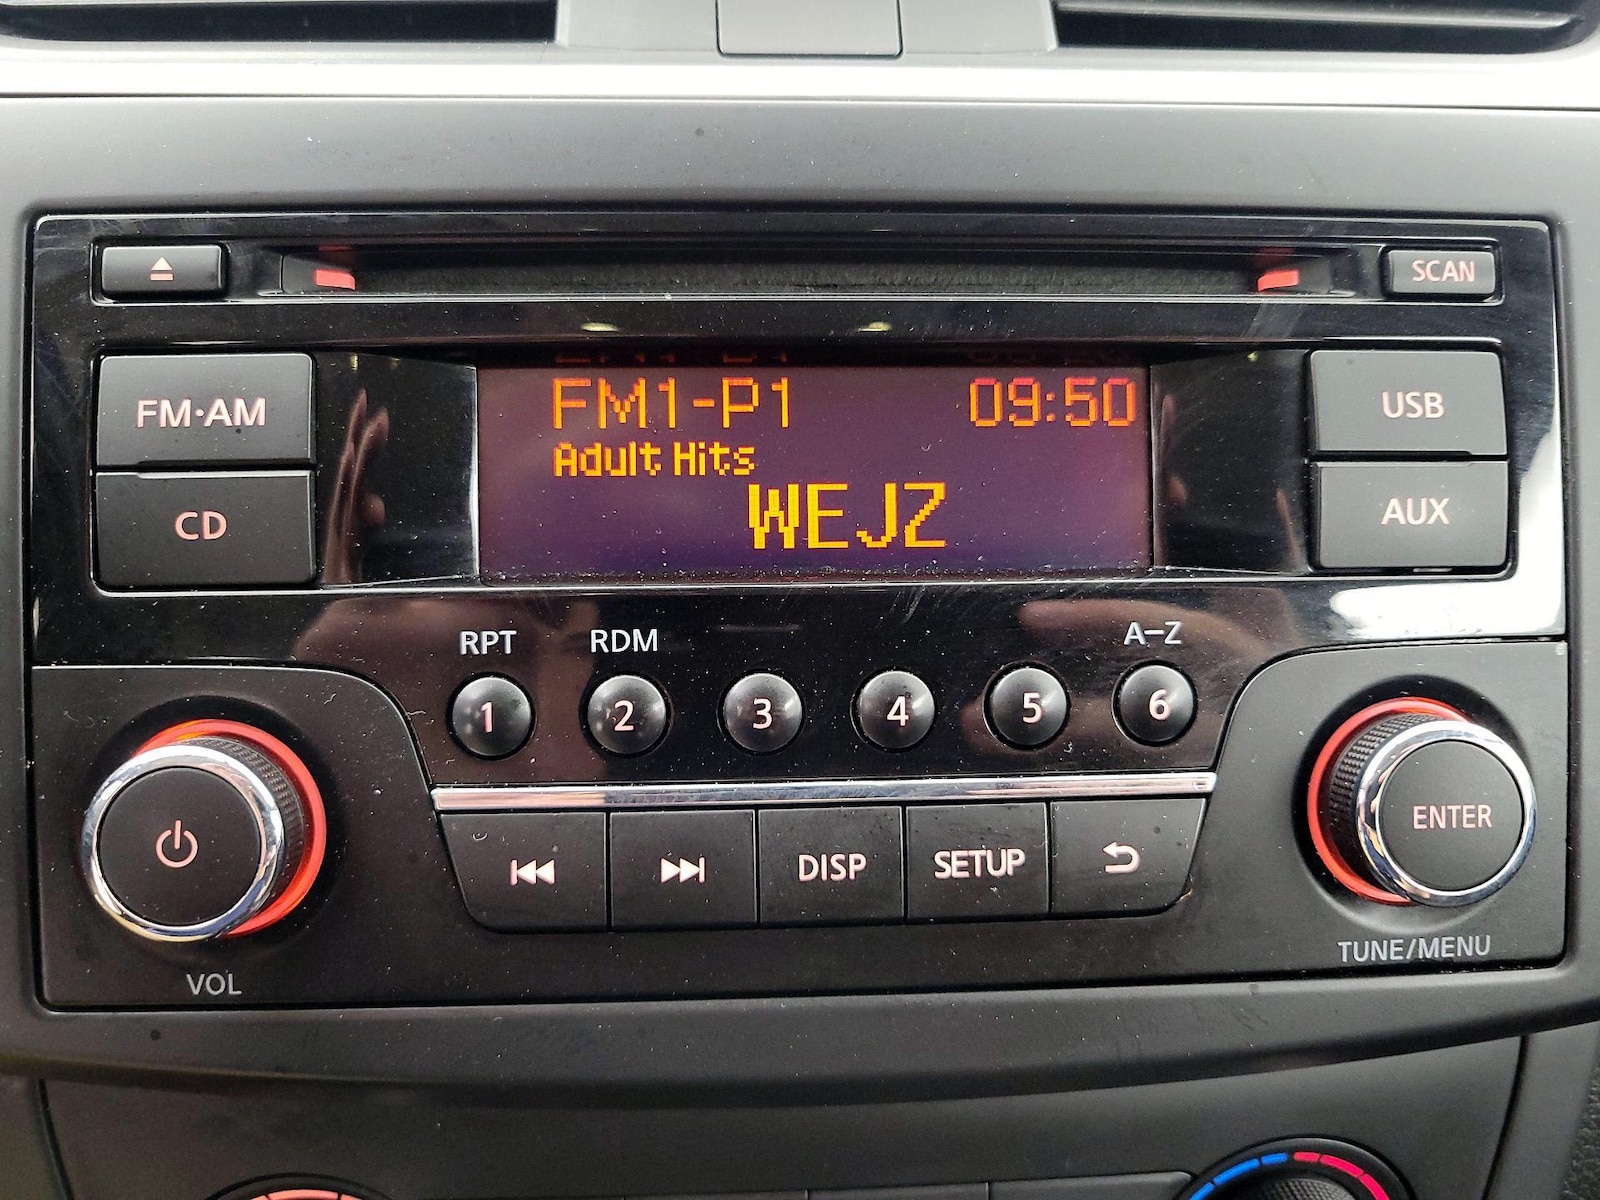 SCAN
FM·AM
FM1-P1 09:50
USB
Adult Hits
WEJZ
CD
AUX
RPT RDM A-Z
1 2 3 4 5 6
DISP SETUP
ENTER
VOL
TUNE/MENU